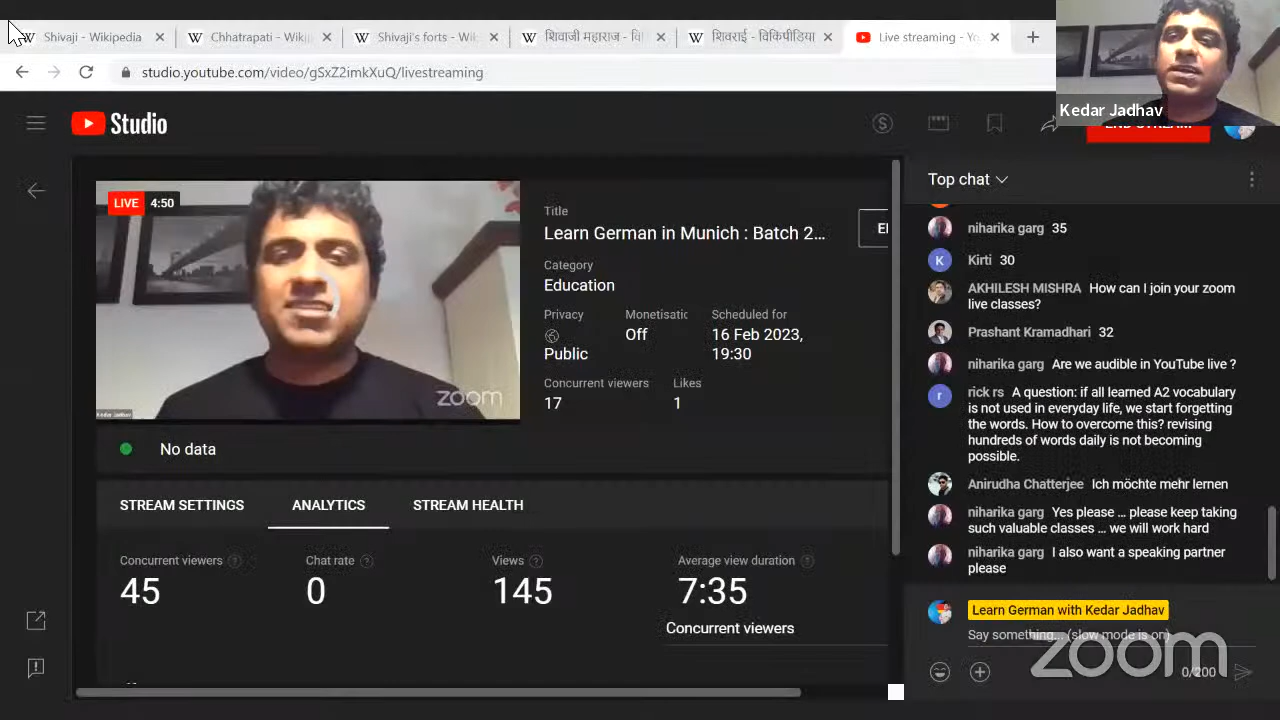 Shivaji - Wikipedia
Chhatrapati - Wiki
Shivaji's forts - Wik
शिवाजी महाराज - वि
शिवराई - विकिपीडिया
Live streaming - Yo
studio.youtube.com/video/gSxZ2imkXuQ/livestreaming
Kedar Jadhav
Studio
END STREAM
LIVE 4:50
zoom
Kedar Jadhav
Title
Learn German in Munich : Batch 2...
Category
Education
Privacy
Public
Monetisatic
Off
Scheduled for
16 Feb 2023,
19:30
Concurrent viewers
17
Likes
1
No data
STREAM SETTINGS
ANALYTICS
STREAM HEALTH
Concurrent viewers
45
Chat rate
0
Views
145
Average view duration
7:35
Concurrent viewers
Top chat
niharika garg 35
K Kirti 30
AKHILESH MISHRA How can I join your zoom
live classes?
Prashant Kramadhari 32
niharika garg Are we audible in YouTube live ?
r rick rs A question: if all learned A2 vocabulary
is not used in everyday life, we start forgetting
the words. How to overcome this? revising
hundreds of words daily is not becoming
possible.
Anirudha Chatterjee Ich möchte mehr lernen
niharika garg Yes please ... please keep taking
such valuable classes ... we will work hard
niharika garg I also want a speaking partner
please
Learn German with Kedar Jadhav
Say something... (slow mode is on)
zoom
0/200